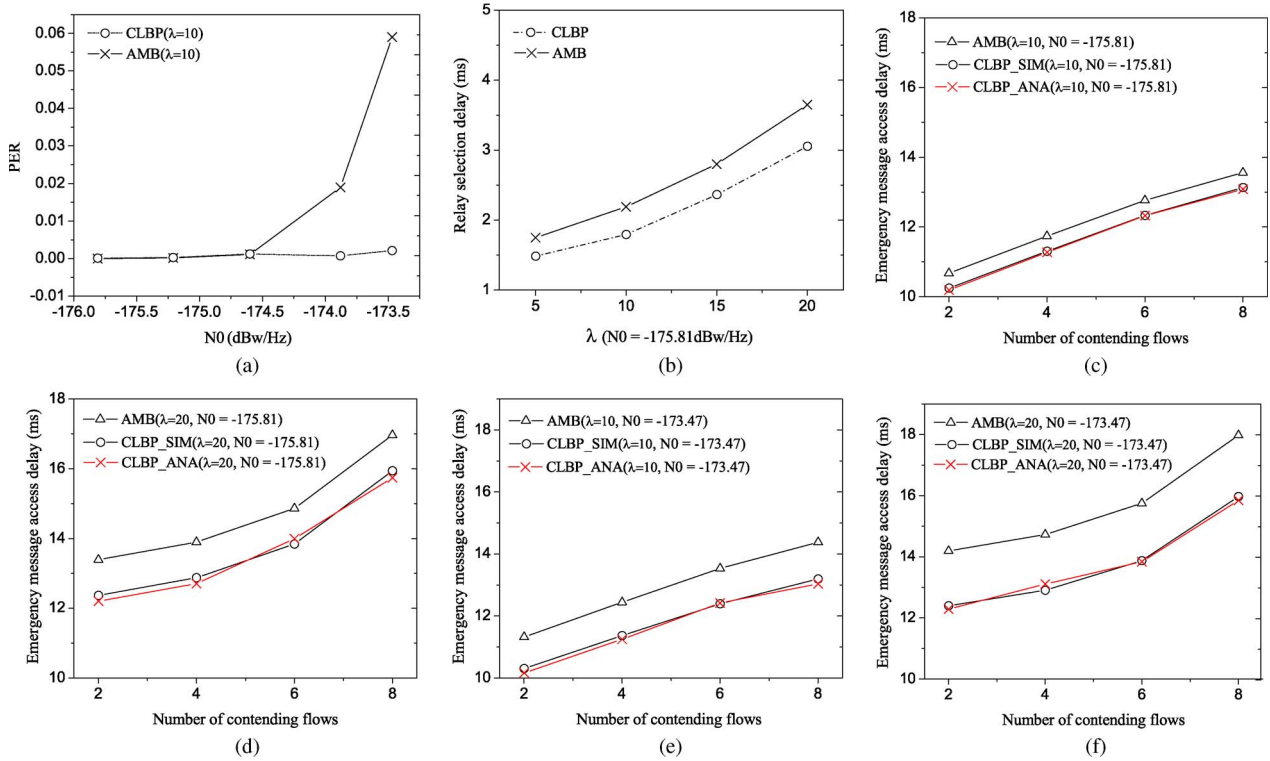 0.06
0.05
0.04
0.03
0.02
0.01
0.00
-0.01
PER
CLBP(λ=10)
AMB(λ=10)
-176.0 -175.5 -175.0 -174.5 -174.0 -173.5
N0 (dBw/Hz)
(a)
5
4
3
2
1
Relay selection delay (ms)
CLBP
AMB
5 10 15 20
λ (N0 = -175.81dBw/Hz)
(b)
18
16
14
12
10
Emergency message access delay (ms)
AMB(λ=10, N0 = -175.81)
CLBP_SIM(λ=10, N0 = -175.81)
CLBP_ANA(λ=10, N0 = -175.81)
2 4 6 8
Number of contending flows
(c)
18
16
14
12
10
Emergency message access delay (ms)
AMB(λ=20, N0 = -175.81)
CLBP_SIM(λ=20, N0 = -175.81)
CLBP_ANA(λ=20, N0 = -175.81)
2 4 6 8
Number of contending flows
(d)
18
16
14
12
10
Emergency message access delay (ms)
AMB(λ=10, N0 = -173.47)
CLBP_SIM(λ=10, N0 = -173.47)
CLBP_ANA(λ=10, N0 = -173.47)
2 4 6 8
Number of contending flows
(e)
18
16
14
12
10
Emergency message access delay (ms)
AMB(λ=20, N0 = -173.47)
CLBP_SIM(λ=20, N0 = -173.47)
CLBP_ANA(λ=20, N0 = -173.47)
2 4 6 8
Number of contending flows
(f)